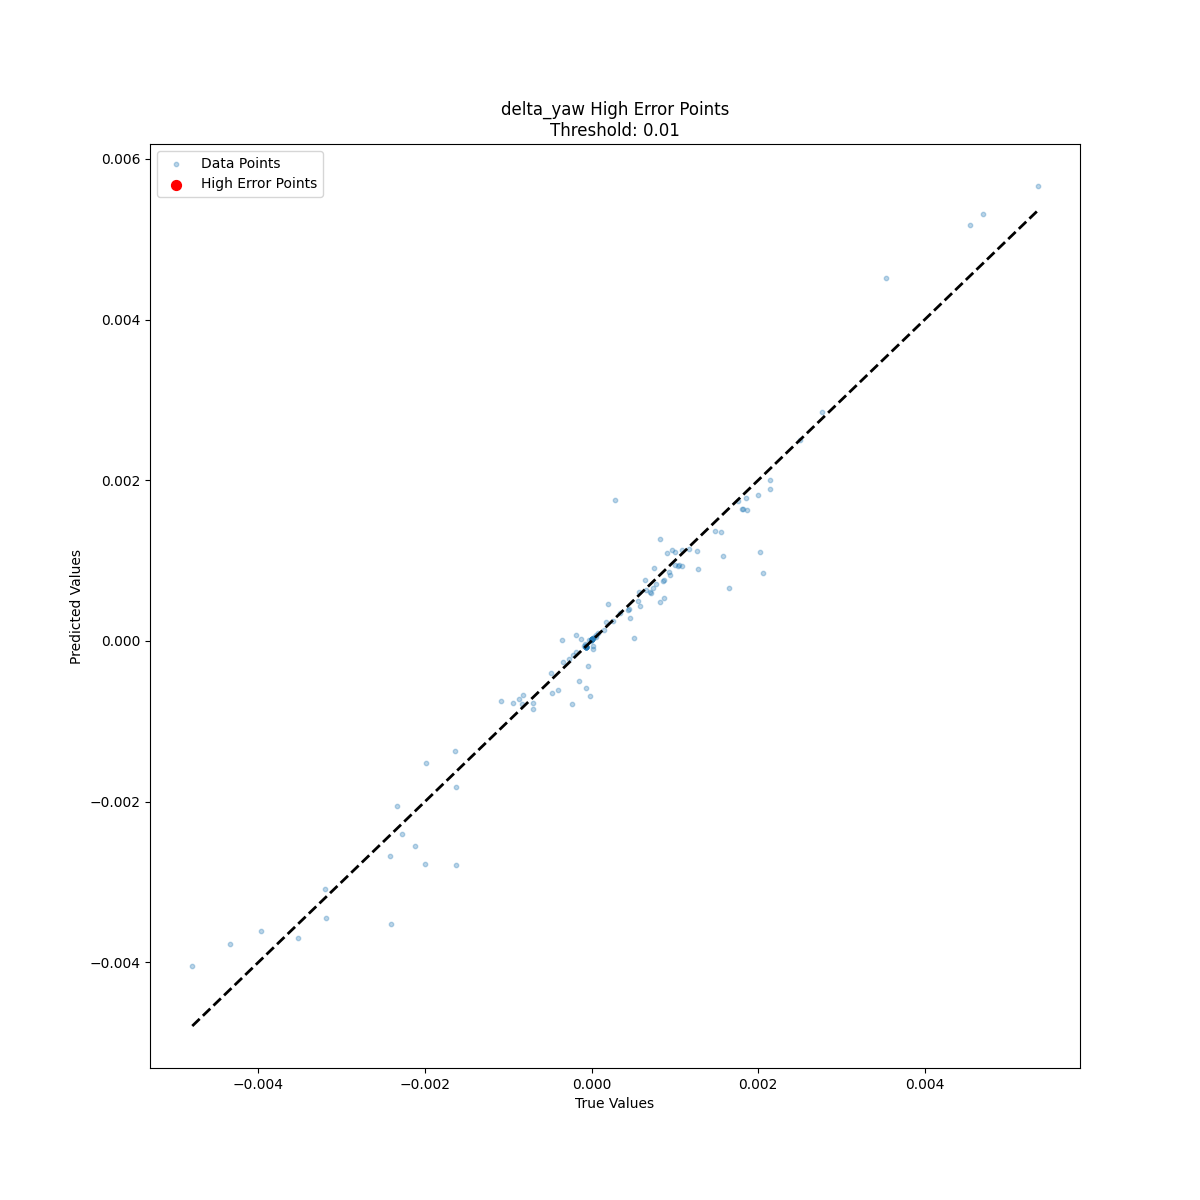 delta_yaw High Error Points
Threshold: 0.01
Data Points
High Error Points
0.006
0.004
0.002
0.000
−0.002
−0.004
Predicted Values
−0.004
−0.002
0.000
0.002
0.004
True Values